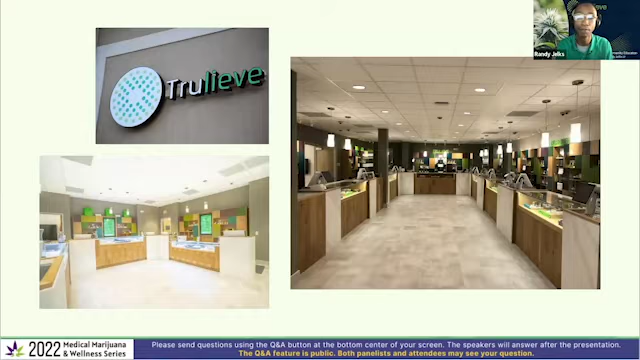 Trulieve
Randy Jelks
2022 Medical Marijuana
& Wellness Series
Please send questions using the Q&A button at the bottom center of your screen. The speakers will answer after the presentation.
The Q&A feature is public. Both panelists and attendees may see your question.